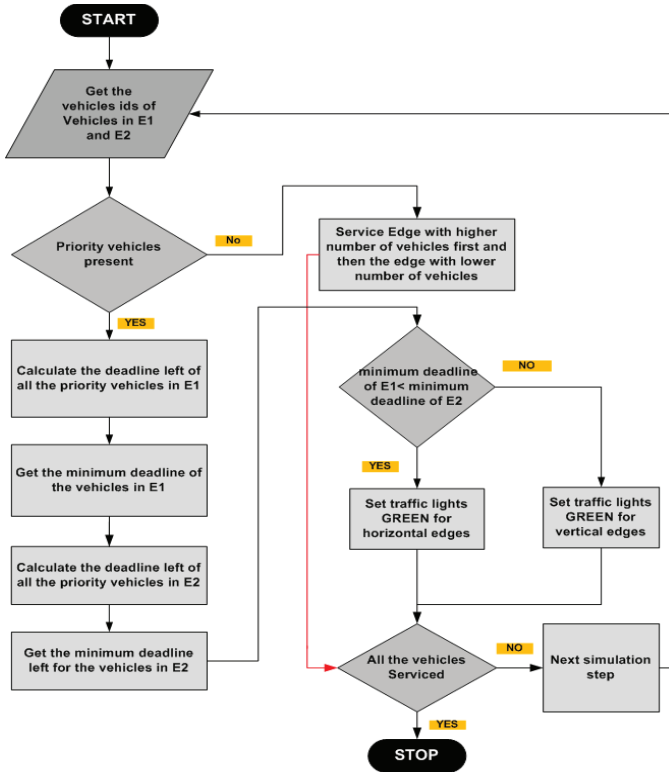 START
Get the
vehicles ids of
Vehicles in E1
and E2
Priority vehicles
present
No
Service Edge with higher
number of vehicles first and
then the edge with lower
number of vehicles
YES
Calculate the deadline left of
all the priority vehicles in E1
Get the minimum deadline of
the vehicles in E1
Calculate the deadline left of
all the priority vehicles in E2
Get the minimum deadline
left for the vehicles in E2
minimum deadline
of E1< minimum
deadline of E2
NO
YES
Set traffic lights
GREEN for
horizontal edges
Set traffic lights
GREEN for
vertical edges
All the vehicles
Serviced
NO
Next simulation
step
YES
STOP